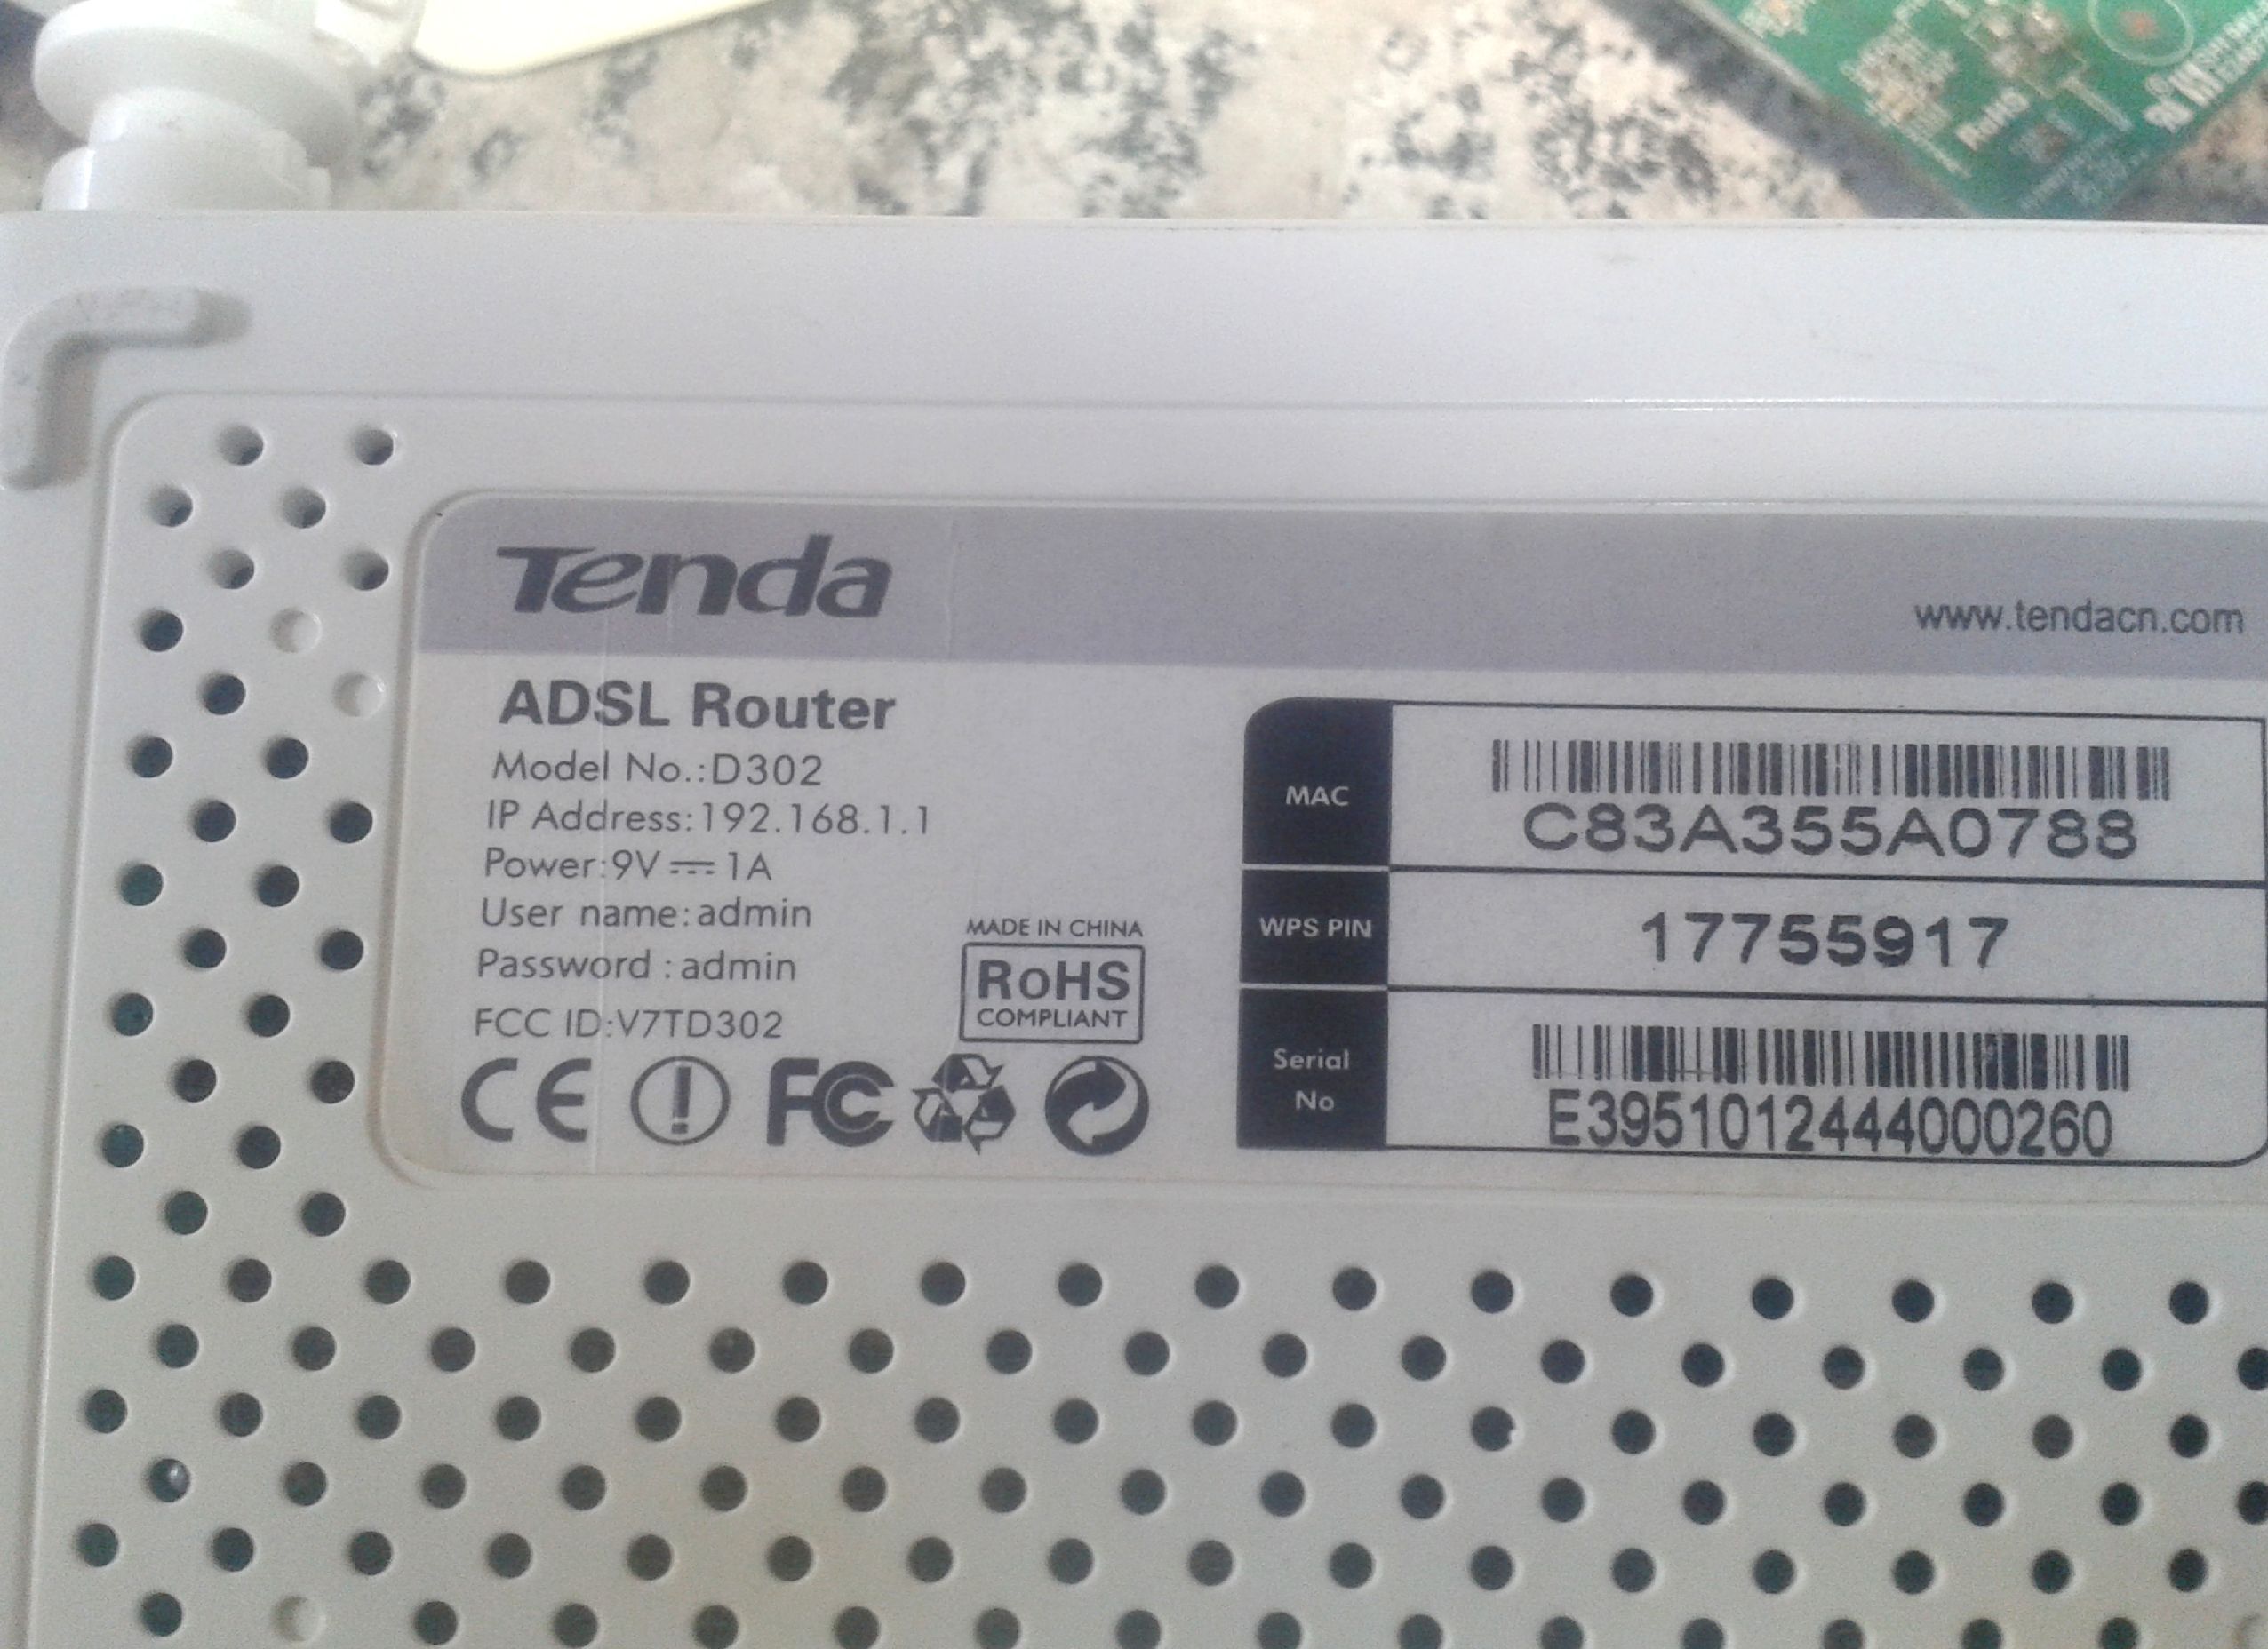 RoHS
Tenda
www.tendacn.com
ADSL Router
Model No.:D302
IP Address:192.168.1.1
Power:9V⎓1A
User name:admin
Password :admin
FCC ID:V7TD302
MADE IN CHINA
RoHS
COMPLIANT
CE FC
MAC
C83A355A0788
WPS PIN
17755917
Serial
No
E3951012444000260